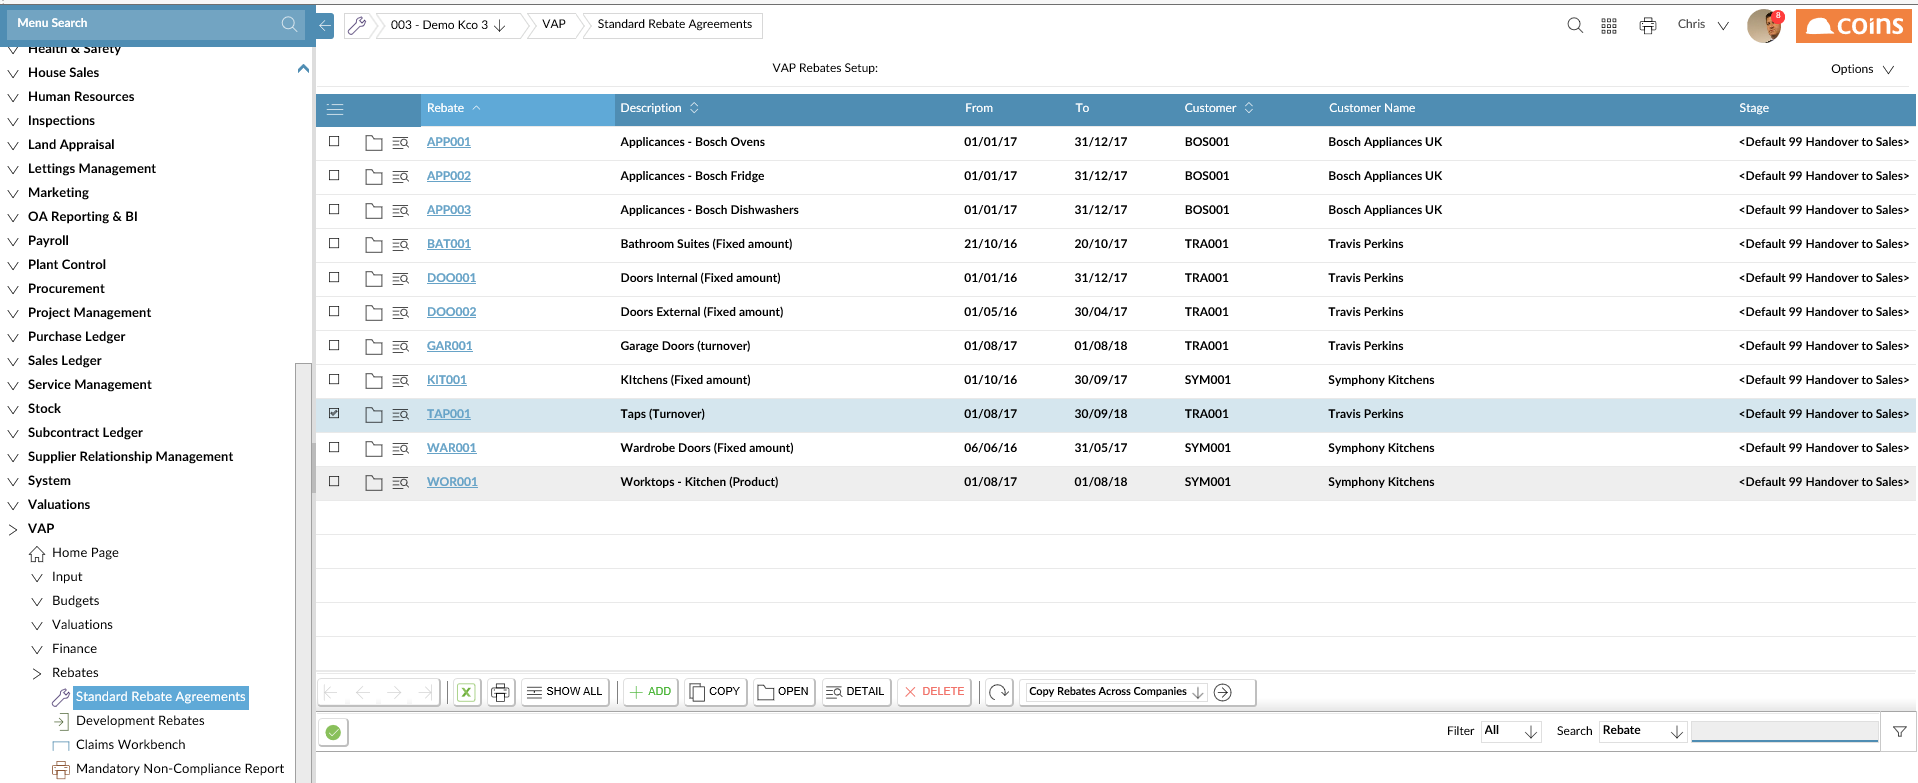 Menu Search
003 - Demo Kco 3
VAP
Standard Rebate Agreements
Chris
8
coins
Health & Safety
House Sales
Human Resources
Inspections
Land Appraisal
Lettings Management
Marketing
OA Reporting & BI
Payroll
Plant Control
Procurement
Project Management
Purchase Ledger
Sales Ledger
Service Management
Stock
Subcontract Ledger
Supplier Relationship Management
System
Valuations
VAP
Home Page
Input
Budgets
Valuations
Finance
Rebates
Standard Rebate Agreements
Development Rebates
Claims Workbench
Mandatory Non-Compliance Report
VAP Rebates Setup:
Options
Rebate Description From To Customer Customer Name Stage
APP001 Applicances - Bosch Ovens 01/01/17 31/12/17 BOS001 Bosch Appliances UK <Default 99 Handover to Sales>
APP002 Applicances - Bosch Fridge 01/01/17 31/12/17 BOS001 Bosch Appliances UK <Default 99 Handover to Sales>
APP003 Applicances - Bosch Dishwashers 01/01/17 31/12/17 BOS001 Bosch Appliances UK <Default 99 Handover to Sales>
BAT001 Bathroom Suites (Fixed amount) 21/10/16 20/10/17 TRA001 Travis Perkins <Default 99 Handover to Sales>
DOO001 Doors Internal (Fixed amount) 01/01/16 31/12/17 TRA001 Travis Perkins <Default 99 Handover to Sales>
DOO002 Doors External (Fixed amount) 01/05/16 30/04/17 TRA001 Travis Perkins <Default 99 Handover to Sales>
GAR001 Garage Doors (turnover) 01/08/17 01/08/18 TRA001 Travis Perkins <Default 99 Handover to Sales>
KIT001 KItchens (Fixed amount) 01/10/16 30/09/17 SYM001 Symphony Kitchens <Default 99 Handover to Sales>
TAP001 Taps (Turnover) 01/08/17 30/09/18 TRA001 Travis Perkins <Default 99 Handover to Sales>
WAR001 Wardrobe Doors (Fixed amount) 06/06/16 31/05/17 SYM001 Symphony Kitchens <Default 99 Handover to Sales>
WOR001 Worktops - Kitchen (Product) 01/08/17 01/08/18 SYM001 Symphony Kitchens <Default 99 Handover to Sales>
SHOW ALL ADD COPY OPEN DETAIL DELETE Copy Rebates Across Companies
Filter All Search Rebate